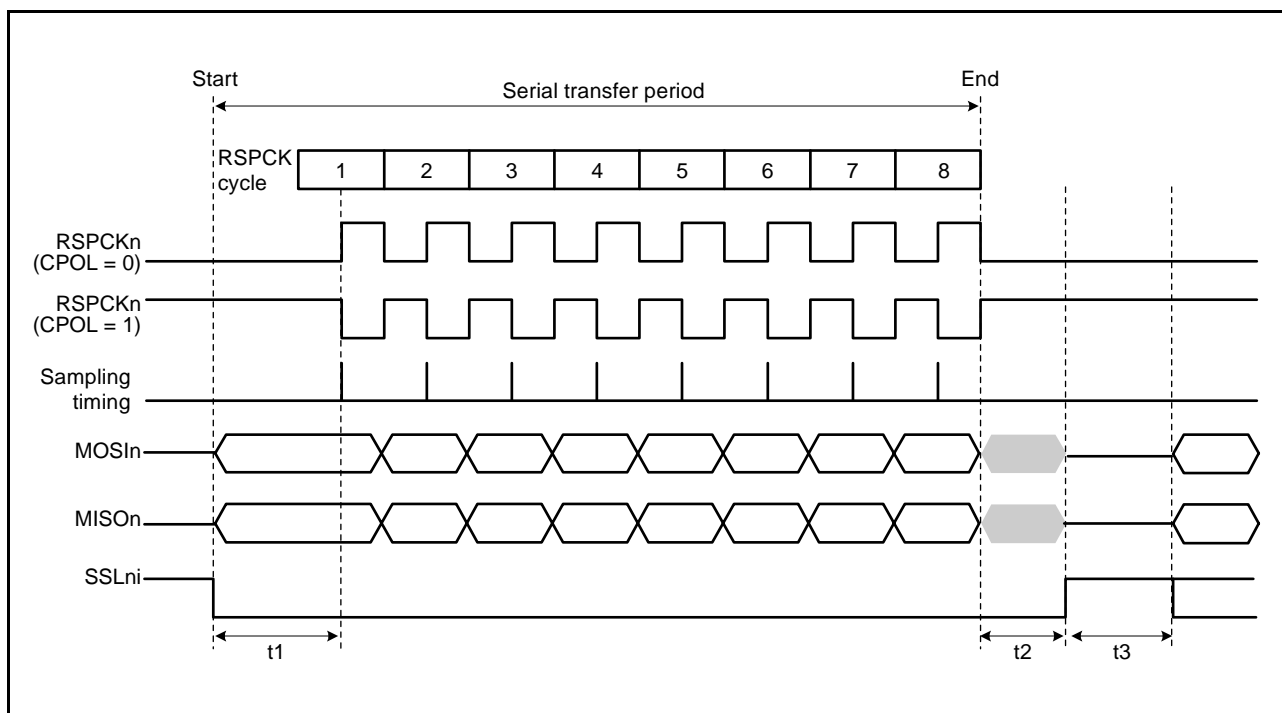 Start
End
Serial transfer period
RSPCK
cycle
1 2 3 4 5 6 7 8
RSPCKn
(CPOL = 0)
RSPCKn
(CPOL = 1)
Sampling
timing
MOSIn
MISOn
SSLni
t1
t2
t3